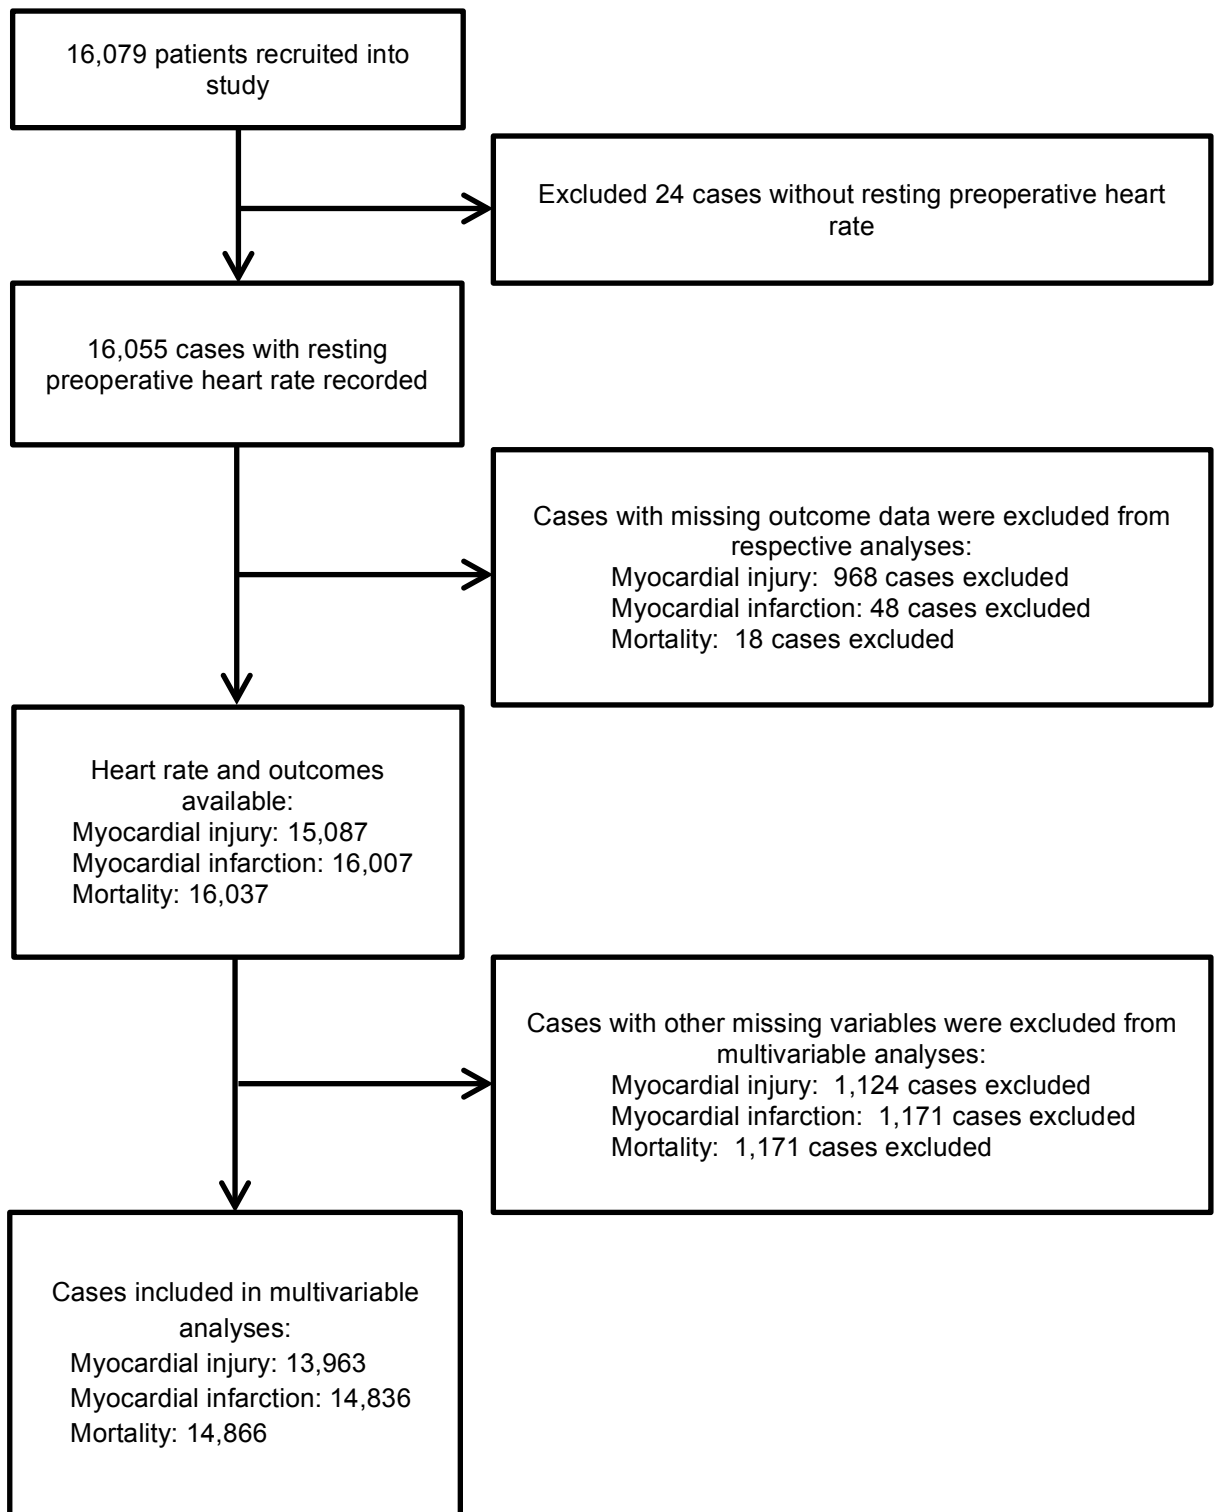 16,079 patients recruited into
study
Excluded 24 cases without resting preoperative heart
rate
16,055 cases with resting
preoperative heart rate recorded
Cases with missing outcome data were excluded from
respective analyses:
Myocardial injury:  968 cases excluded
Myocardial infarction: 48 cases excluded
Mortality:  18 cases excluded
Heart rate and outcomes
available:
Myocardial injury: 15,087
Myocardial infarction: 16,007
Mortality: 16,037
Cases with other missing variables were excluded from
multivariable analyses:
Myocardial injury:  1,124 cases excluded
Myocardial infarction:  1,171 cases excluded
Mortality:  1,171 cases excluded
Cases included in multivariable
analyses:
Myocardial injury: 13,963
Myocardial infarction: 14,836
Mortality: 14,866